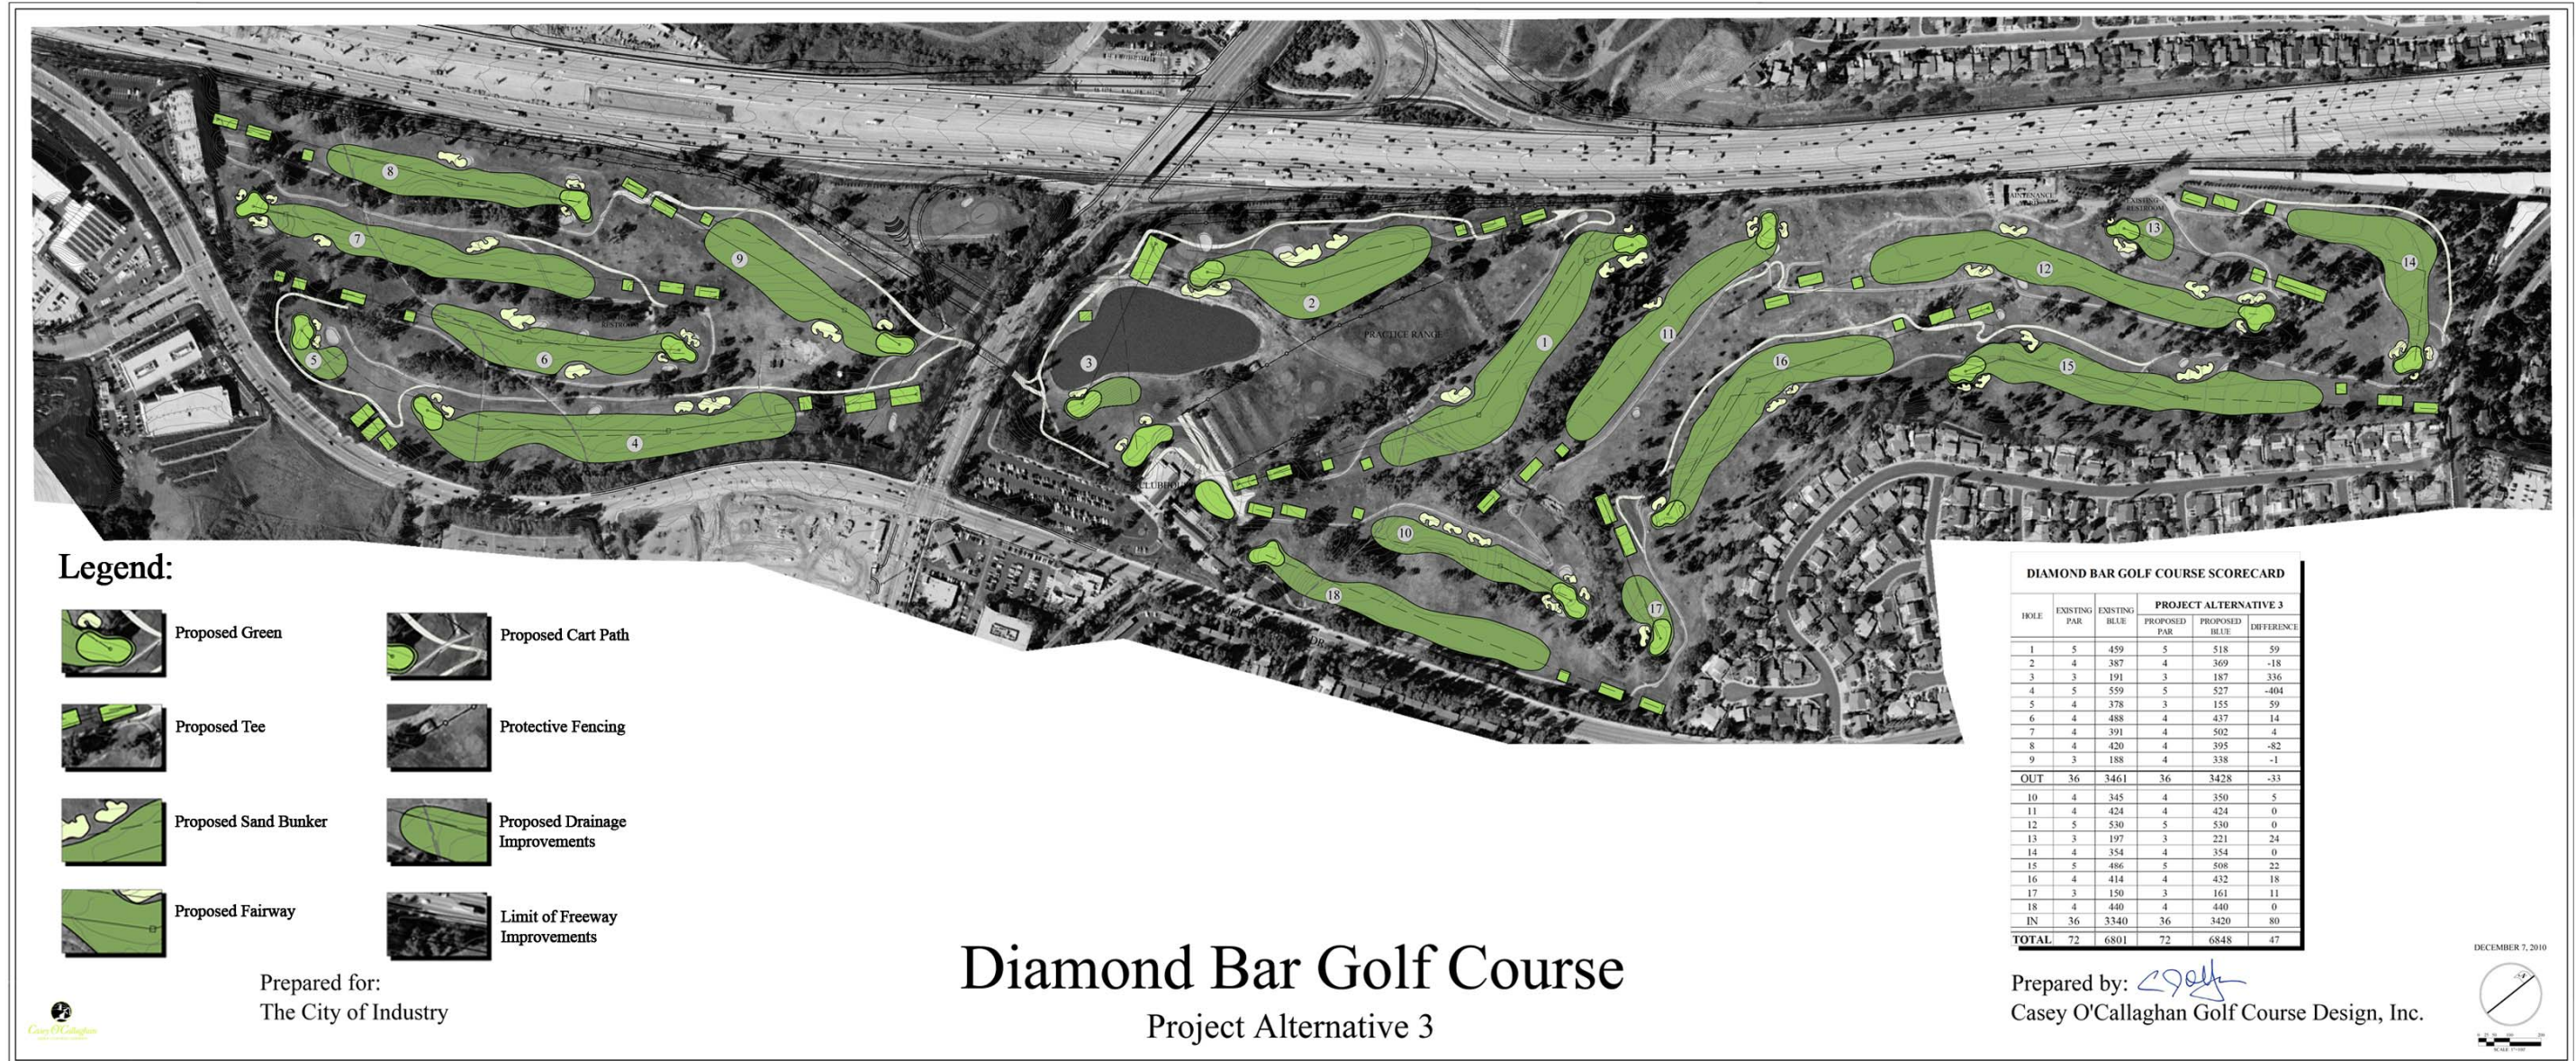 8
7
9
5
6
4
RESTROOM
2
3
PRACTICE RANGE
1
11
16
12
13
14
15
EXISTING
RESTROOM
10
18
17
Legend:
Proposed Green
Proposed Cart Path
Proposed Tee
Protective Fencing
Proposed Sand Bunker
Proposed Drainage
Improvements
Proposed Fairway
Limit of Freeway
Improvements
Prepared for:
The City of Industry
Casey O'Callaghan
Diamond Bar Golf Course
Project Alternative 3
DIAMOND BAR GOLF COURSE SCORECARD
HOLE EXISTING PAR EXISTING BLUE PROJECT ALTERNATIVE 3
PROPOSED PAR PROPOSED BLUE DIFFERENCE
1 5 459 5 518 59
2 4 387 4 369 -18
3 3 191 3 187 336
4 5 559 5 527 -404
5 4 378 3 155 59
6 4 488 4 437 14
7 4 391 4 502 4
8 4 420 4 395 -82
9 3 188 4 338 -1
OUT 36 3461 36 3428 -33
10 4 345 4 350 5
11 4 424 4 424 0
12 5 530 5 530 0
13 3 197 3 221 24
14 4 354 4 354 0
15 5 486 5 508 22
16 4 414 4 432 18
17 3 150 3 161 11
18 4 440 4 440 0
IN 36 3340 36 3420 80
TOTAL 72 6801 72 6848 47
DECEMBER 7, 2010
Prepared by:
Casey O'Callaghan Golf Course Design, Inc.